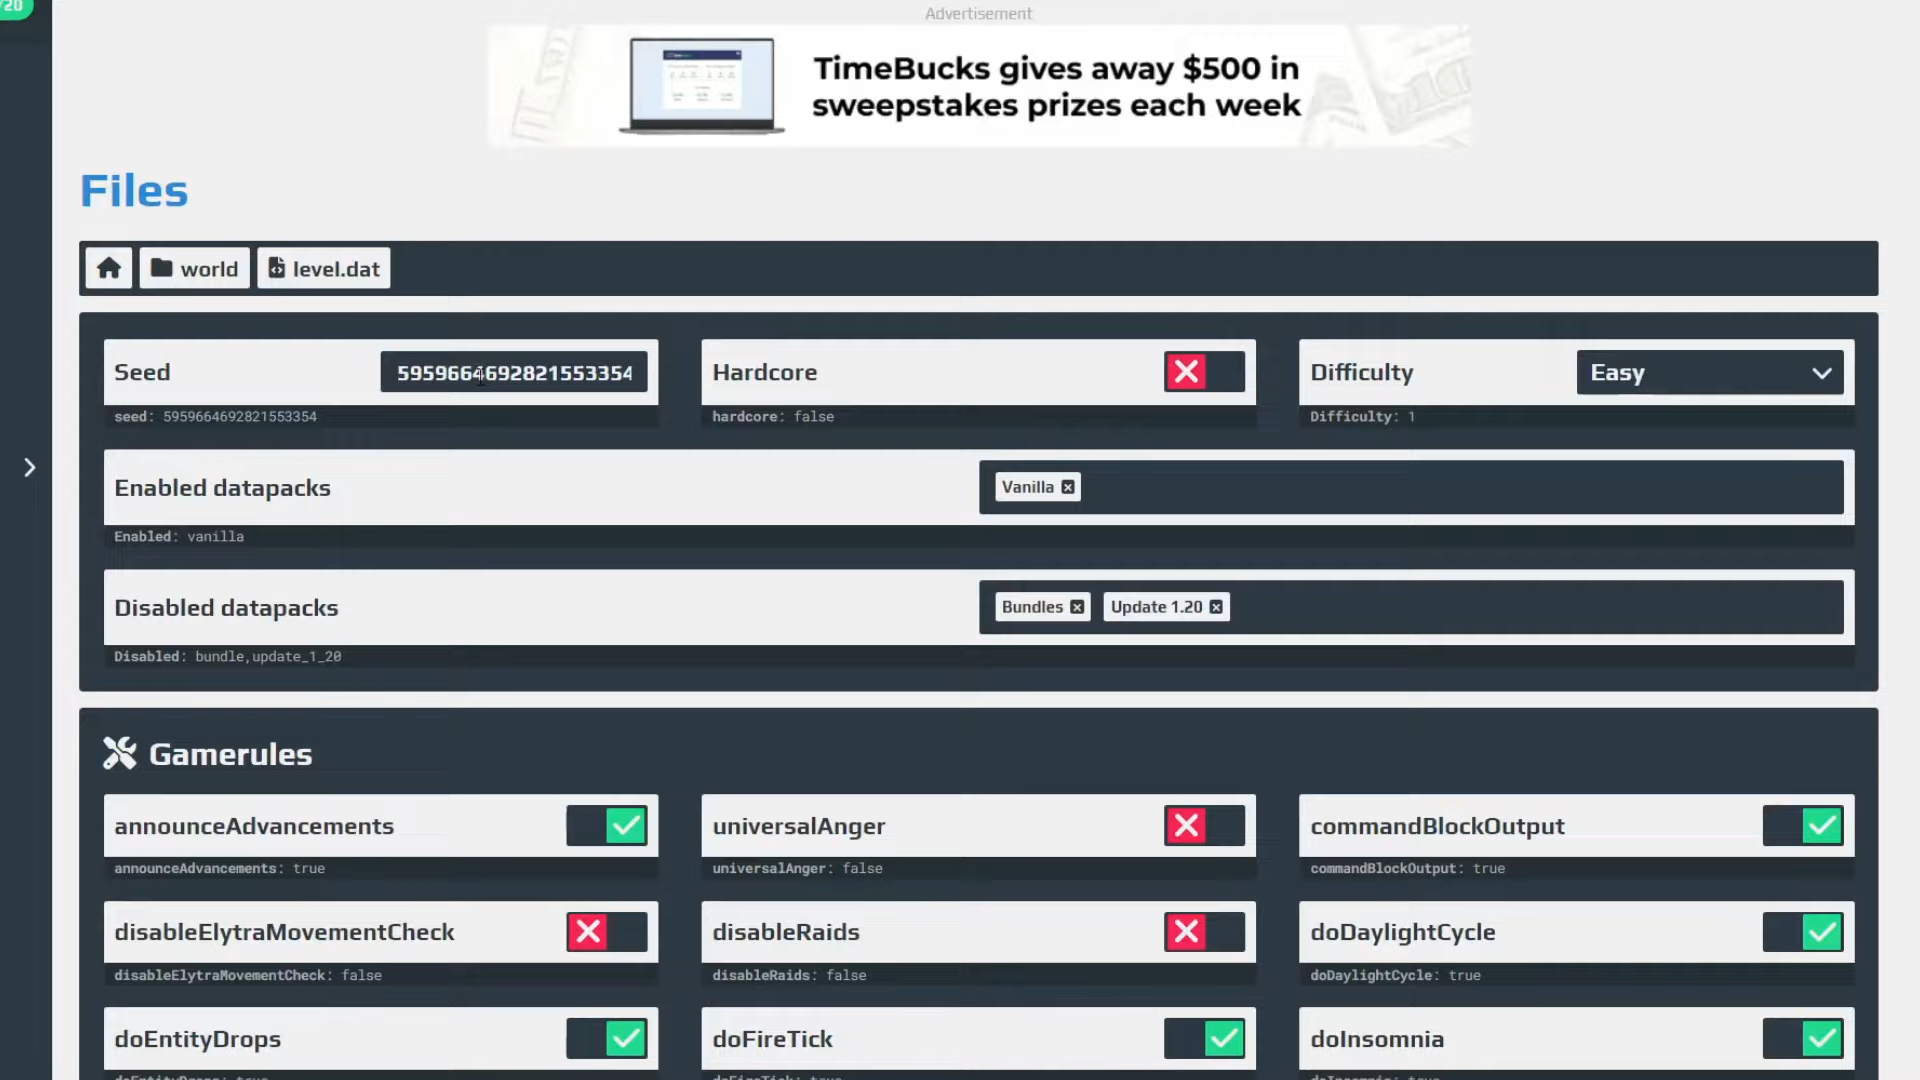 /20
Advertisement
TimeBucks gives away $500 in
sweepstakes prizes each week
Files
world
level.dat
Seed
5959664692821553354
Hardcore
Difficulty
Easy
seed: 5959664692821553354
hardcore: false
Difficulty: 1
Enabled datapacks
Vanilla
Enabled: vanilla
Disabled datapacks
Bundles
Update 1.20
Disabled: bundle,update_1_20
Gamerules
announceAdvancements
universalAnger
commandBlockOutput
announceAdvancements: true
universalAnger: false
commandBlockOutput: true
disableElytraMovementCheck
disableRaids
doDaylightCycle
disableElytraMovementCheck: false
disableRaids: false
doDaylightCycle: true
doEntityDrops
doFireTick
doInsomnia